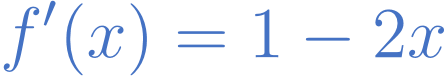 f′(x) = 1 − 2x